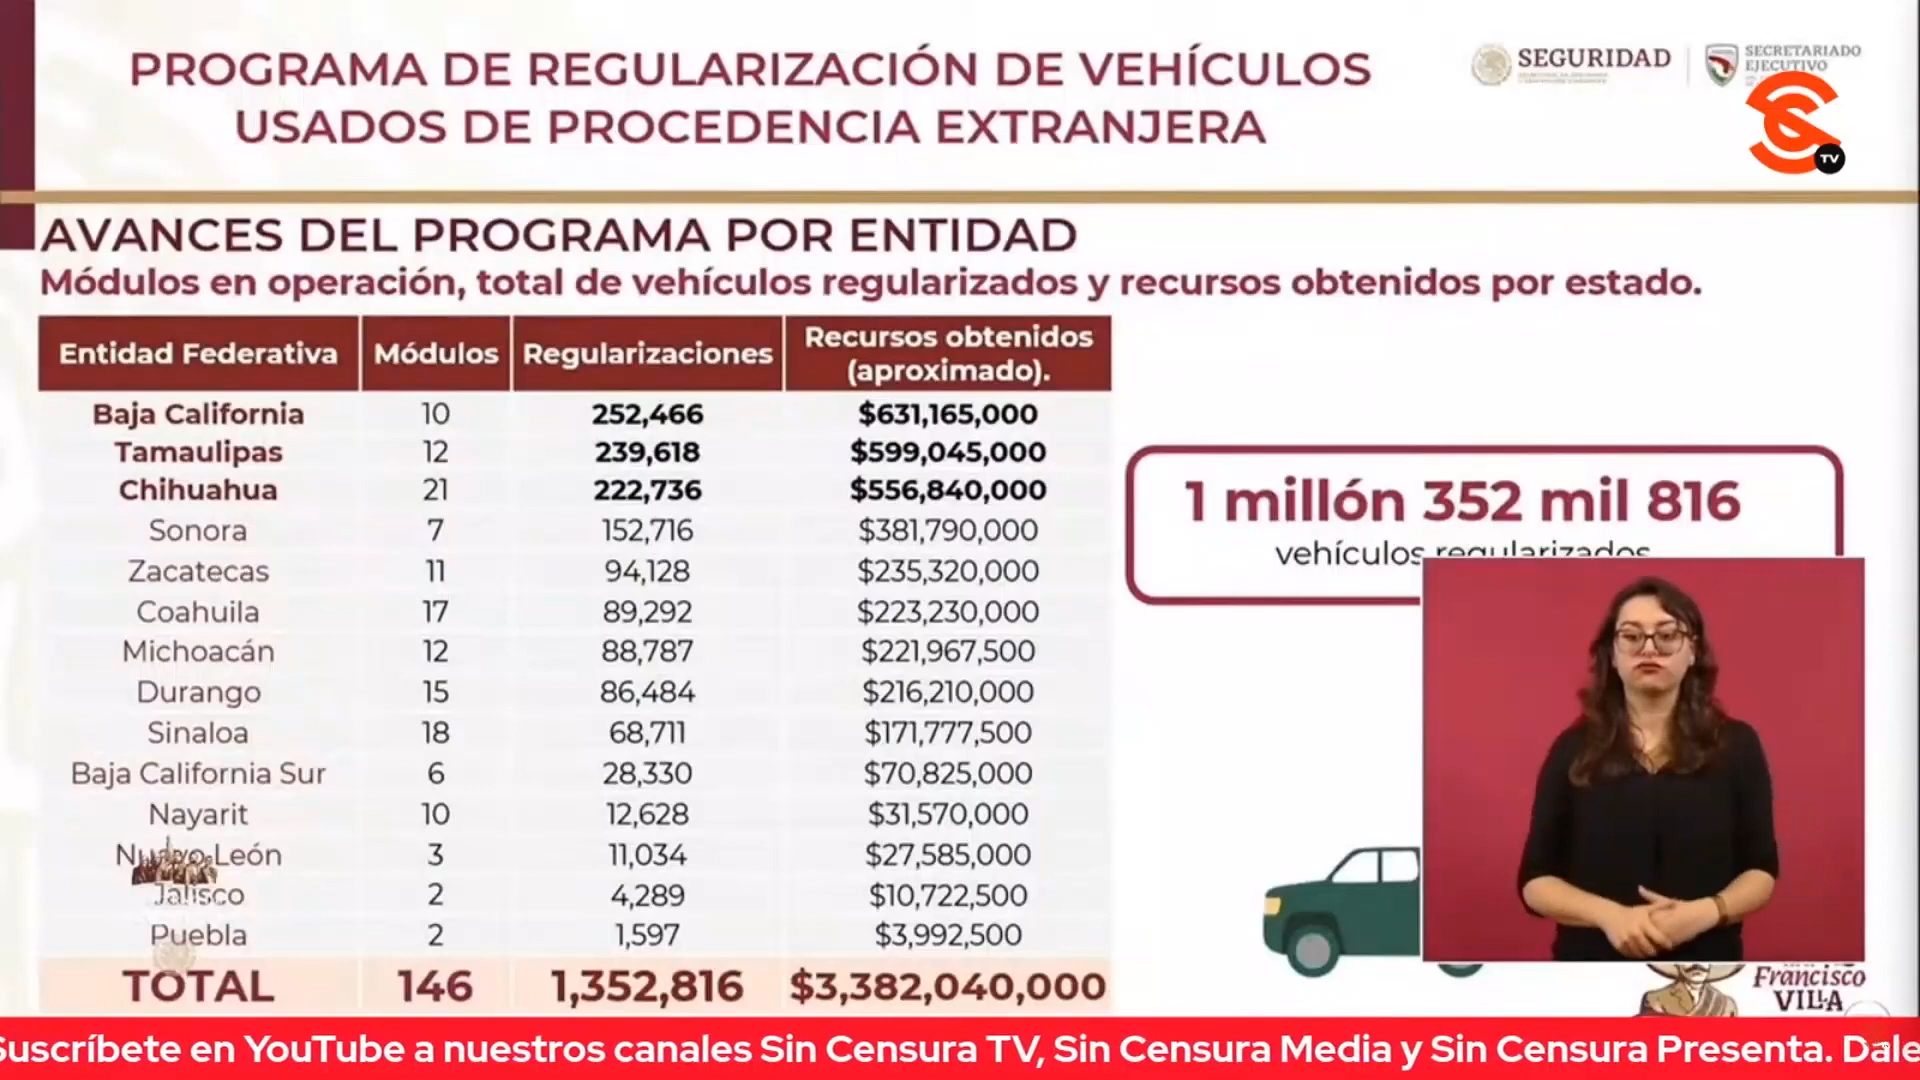 PROGRAMA DE REGULARIZACIÓN DE VEHÍCULOS
USADOS DE PROCEDENCIA EXTRANJERA
SEGURIDAD
SECRETARIADO
EJECUTIVO
TV
AVANCES DEL PROGRAMA POR ENTIDAD
Módulos en operación, total de vehículos regularizados y recursos obtenidos por estado.
Entidad Federativa Módulos Regularizaciones Recursos obtenidos (aproximado).
Baja California 10 252,466 $631,165,000
Tamaulipas 12 239,618 $599,045,000
Chihuahua 21 222,736 $556,840,000
Sonora 7 152,716 $381,790,000
Zacatecas 11 94,128 $235,320,000
Coahuila 17 89,292 $223,230,000
Michoacán 12 88,787 $221,967,500
Durango 15 86,484 $216,210,000
Sinaloa 18 68,711 $171,777,500
Baja California Sur 6 28,330 $70,825,000
Nayarit 10 12,628 $31,570,000
Nuevo León 3 11,034 $27,585,000
Jalisco 2 4,289 $10,722,500
Puebla 2 1,597 $3,992,500
TOTAL 146 1,352,816 $3,382,040,000
1 millón 352 mil 816
vehículos regularizados
Francisco
VILLA
Suscríbete en YouTube a nuestros canales Sin Censura TV, Sin Censura Media y Sin Censura Presenta. Dale